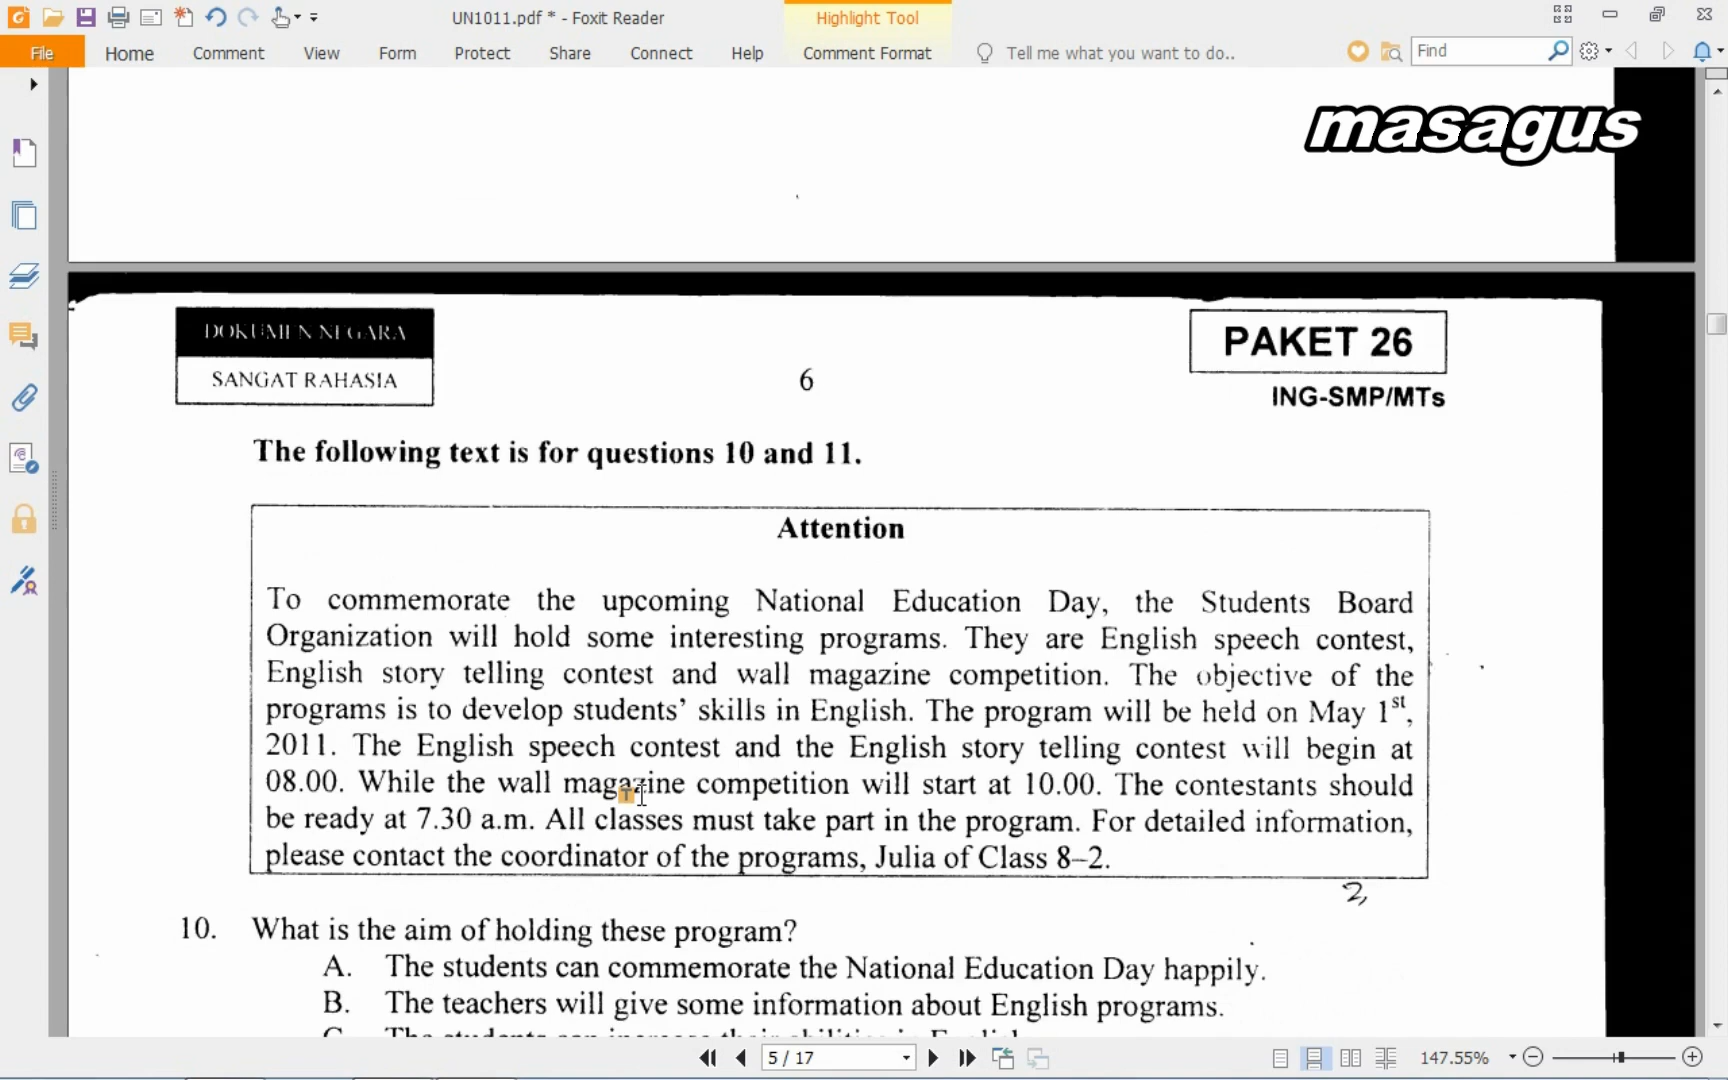 UN1011.pdf * - Foxit Reader
Highlight Tool
File Home Comment View Form Protect Share Connect Help Comment Format Tell me what you want to do.. Find
masagus
DOKUMEN NEGARA
SANGAT RAHASIA
6
PAKET 26
ING-SMP/MTs
The following text is for questions 10 and 11.
Attention
To commemorate the upcoming National Education Day, the Students Board
Organization will hold some interesting programs. They are English speech contest,
English story telling contest and wall magazine competition. The objective of the
programs is to develop students' skills in English. The program will be held on May 1st,
2011. The English speech contest and the English story telling contest will begin at
08.00. While the wall magazine competition will start at 10.00. The contestants should
be ready at 7.30 a.m. All classes must take part in the program. For detailed information,
please contact the coordinator of the programs, Julia of Class 8–2.
2,
10. What is the aim of holding these program?
A. The students can commemorate the National Education Day happily.
B. The teachers will give some information about English programs.
C. The students can increase their abilities in English.
5 / 17
147.55%